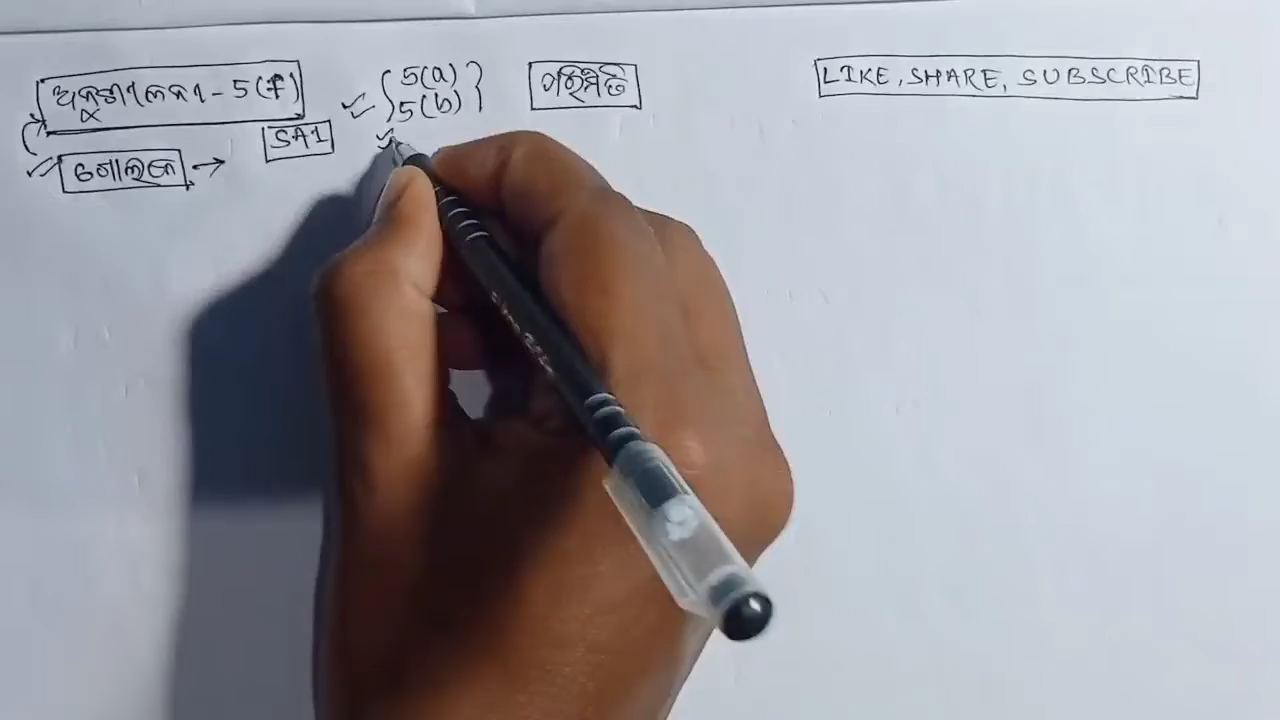 ଅନୁଶୀଳନୀ - 5(f)
5(a)
5(b)
ପରିମିତି
LIKE, SHARE, SUBSCRIBE
SA1
ଗୋଲକ →